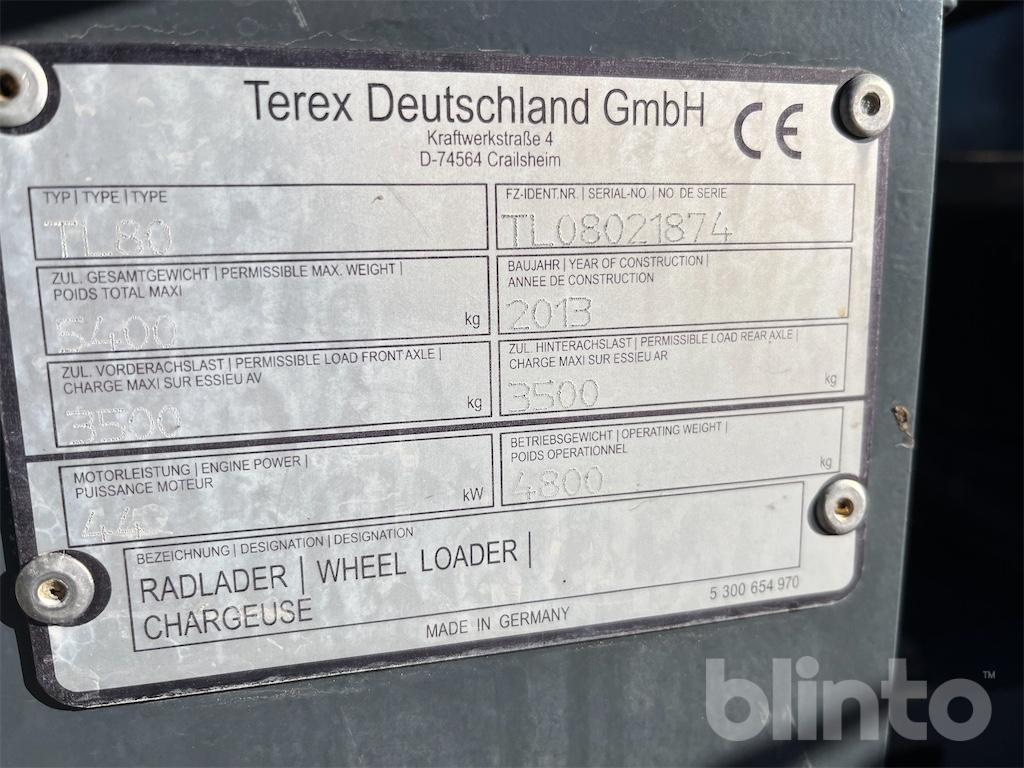 Terex Deutschland GmbH
Kraftwerkstraße 4
D-74564 Crailsheim
CE
TYP | TYPE | TYPE
TL80
FZ-IDENT.NR | SERIAL-NO. | NO. DE SERIE
TL08021874
ZUL. GESAMTGEWICHT | PERMISSIBLE MAX. WEIGHT |
POIDS TOTAL MAXI
5400 kg
BAUJAHR | YEAR OF CONSTRUCTION |
ANNEE DE CONSTRUCTION
2013
ZUL. VORDERACHSLAST | PERMISSIBLE LOAD FRONT AXLE |
CHARGE MAXI SUR ESSIEU AV
3500 kg
ZUL. HINTERACHSLAST | PERMISSIBLE LOAD REAR AXLE |
CHARGE MAXI SUR ESSIEU AR
3500 kg
MOTORLEISTUNG | ENGINE POWER |
PUISSANCE MOTEUR
kW
BETRIEBSGEWICHT | OPERATING WEIGHT |
POIDS OPERATIONNEL
4800 kg
BEZEICHNUNG | DESIGNATION | DESIGNATION
RADLADER | WHEEL LOADER |
CHARGEUSE
5 300 654 970
MADE IN GERMANY
blinto™